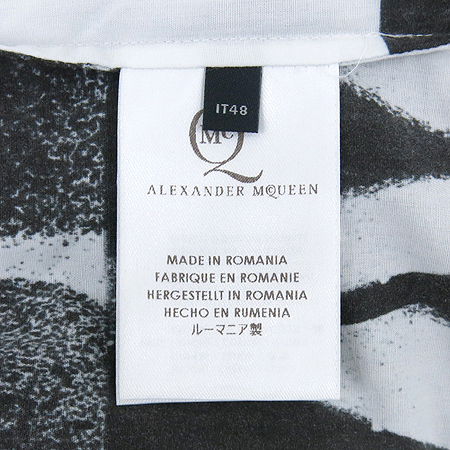 IT48
McQ
ALEXANDER MCQUEEN
MADE IN ROMANIA
FABRIQUE EN ROMANIE
HERGESTELLT IN ROMANIA
HECHO EN RUMENIA
ルーマニア製